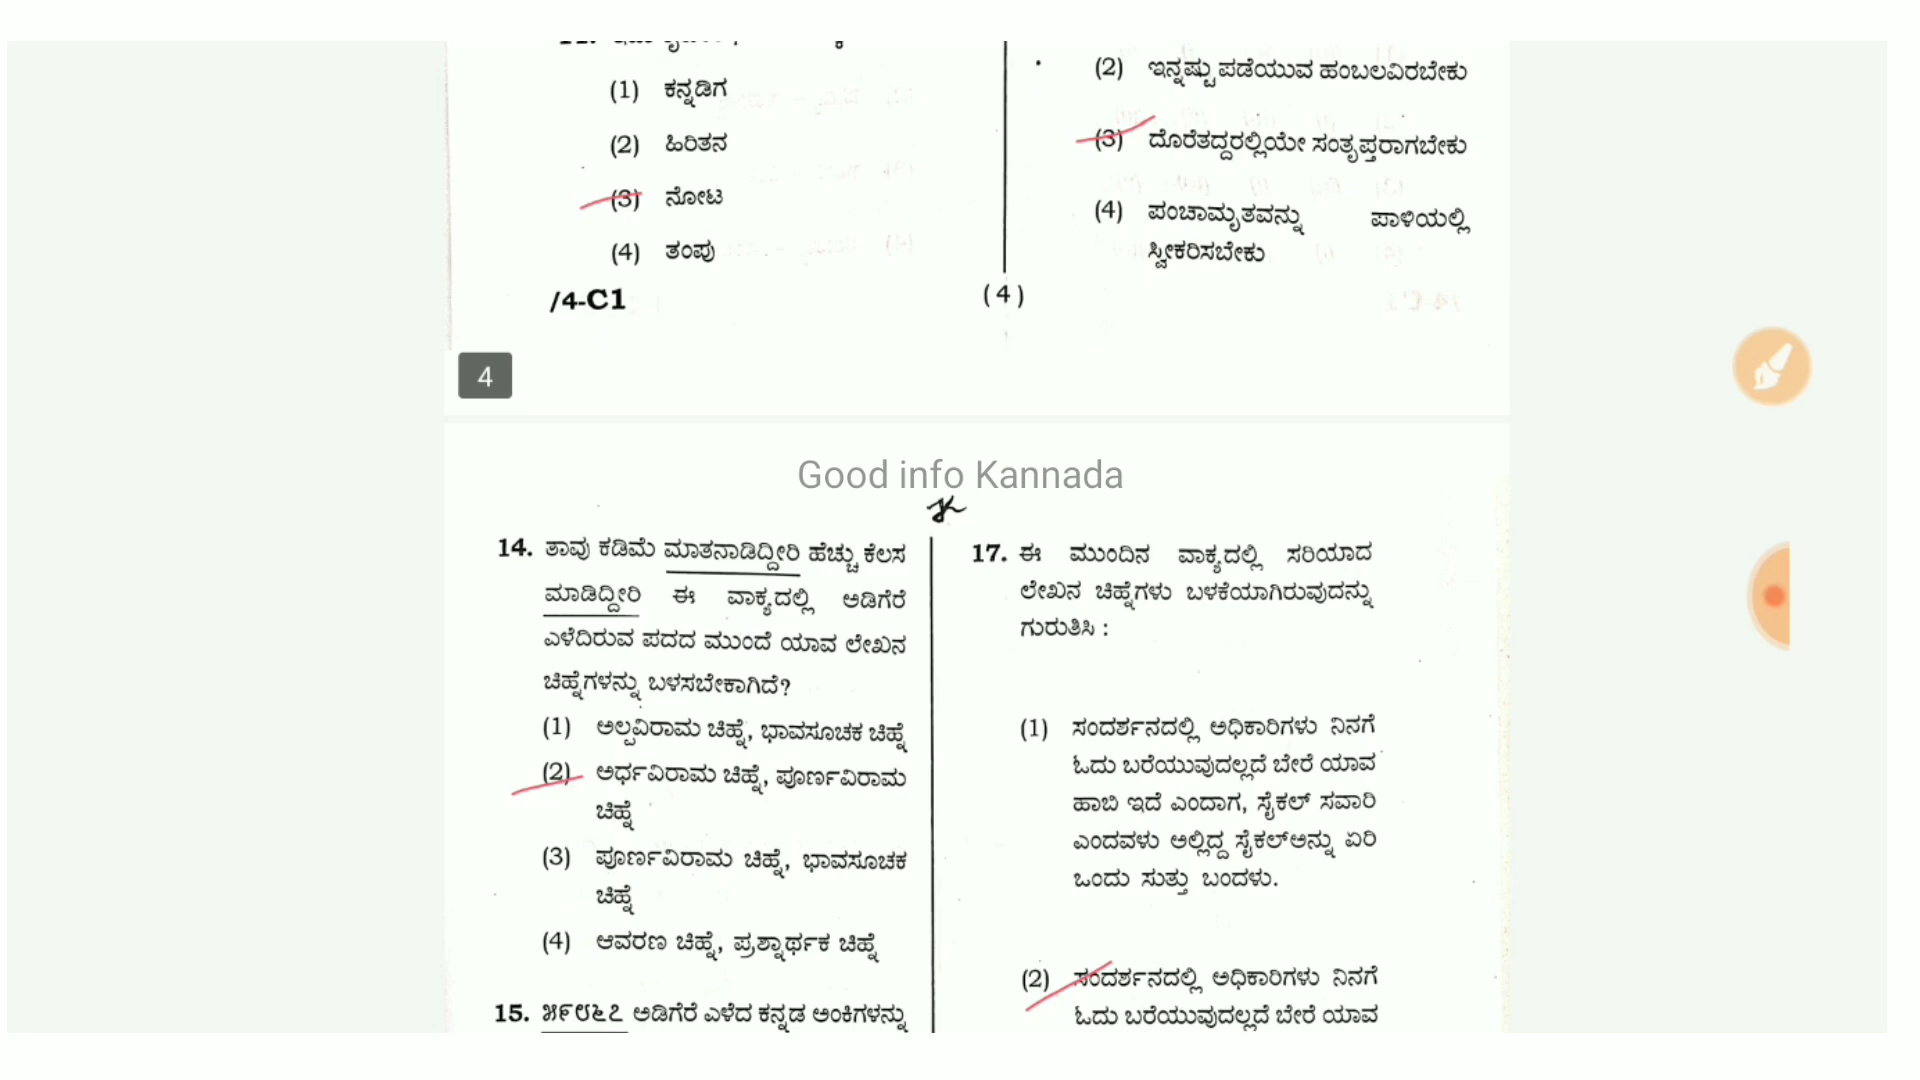 (1) ಕನ್ನಡಿಗ
(2) ಹಿರಿತನ
(3) ನೋಟ
(4) ತಂಪು
(2) ಇನ್ನಷ್ಟು ಪಡೆಯುವ ಹಂಬಲವಿರಬೇಕು
(3) ದೊರೆತದ್ದರಲ್ಲಿಯೇ ಸಂತೃಪ್ತರಾಗಬೇಕು
(4) ಪಂಚಾಮೃತವನ್ನು ಪಾಳಿಯಲ್ಲಿ
ಸ್ವೀಕರಿಸಬೇಕು
/4-C1
(4)
4
Good info Kannada
14. ತಾವು ಕಡಿಮೆ ಮಾತನಾಡಿದ್ದೀರಿ ಹೆಚ್ಚು ಕೆಲಸ
ಮಾಡಿದ್ದೀರಿ ಈ ವಾಕ್ಯದಲ್ಲಿ ಅಡಿಗೆರೆ
ಎಳೆದಿರುವ ಪದದ ಮುಂದೆ ಯಾವ ಲೇಖನ
ಚಿಹ್ನೆಗಳನ್ನು ಬಳಸಬೇಕಾಗಿದೆ?
(1) ಅಲ್ಪವಿರಾಮ ಚಿಹ್ನೆ, ಭಾವಸೂಚಕ ಚಿಹ್ನೆ
(2) ಅರ್ಧವಿರಾಮ ಚಿಹ್ನೆ, ಪೂರ್ಣವಿರಾಮ
ಚಿಹ್ನೆ
(3) ಪೂರ್ಣವಿರಾಮ ಚಿಹ್ನೆ, ಭಾವಸೂಚಕ
ಚಿಹ್ನೆ
(4) ಆವರಣ ಚಿಹ್ನೆ, ಪ್ರಶ್ನಾರ್ಥಕ ಚಿಹ್ನೆ
15. ೫೯೮೬೭ ಅಡಿಗೆರೆ ಎಳೆದ ಕನ್ನಡ ಅಂಕಿಗಳನ್ನು
17. ಈ ಮುಂದಿನ ವಾಕ್ಯದಲ್ಲಿ ಸರಿಯಾದ
ಲೇಖನ ಚಿಹ್ನೆಗಳು ಬಳಕೆಯಾಗಿರುವುದನ್ನು
ಗುರುತಿಸಿ :
(1) ಸಂದರ್ಶನದಲ್ಲಿ ಅಧಿಕಾರಿಗಳು ನಿನಗೆ
ಓದು ಬರೆಯುವುದಲ್ಲದೆ ಬೇರೆ ಯಾವ
ಹಾಬಿ ಇದೆ ಎಂದಾಗ, ಸೈಕಲ್ ಸವಾರಿ
ಎಂದವಳು ಅಲ್ಲಿದ್ದ ಸೈಕಲ್‌ಅನ್ನು ಏರಿ
ಒಂದು ಸುತ್ತು ಬಂದಳು.
(2) ಸಂದರ್ಶನದಲ್ಲಿ ಅಧಿಕಾರಿಗಳು ನಿನಗೆ
ಓದು ಬರೆಯುವುದಲ್ಲದೆ ಬೇರೆ ಯಾವ